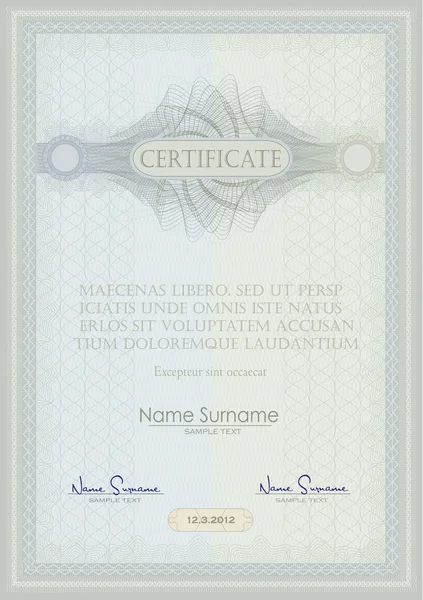 CERTIFICATE
MAECENAS LIBERO. SED UT PERSP
ICIATIS UNDE OMNIS ISTE NATUS
ERLOS SIT VOLUPTATEM ACCUSAN
TIUM DOLOREMQUE LAUDANTIUM
Excepteur sint occaecat
Name Surname
SAMPLE TEXT
Name Surname Name Surname
SAMPLE TEXT SAMPLE TEXT
12.3.2012